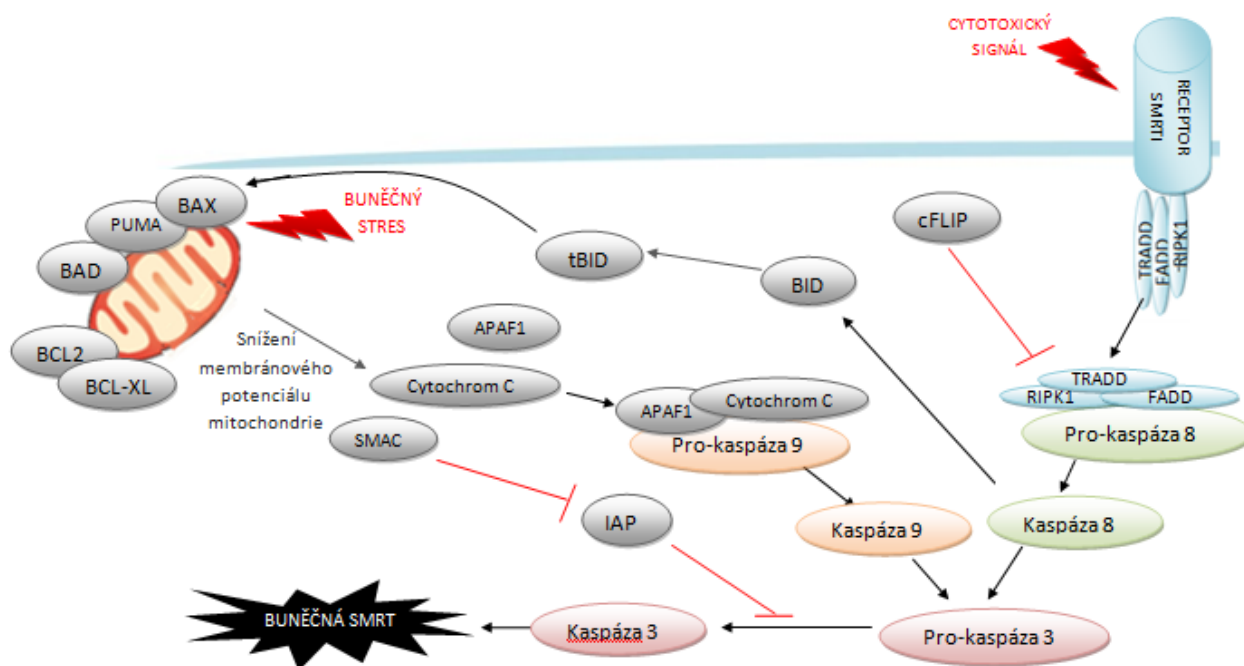 CYTOTOXICKÝ
SIGNÁL
RECEPTOR
SMRTI
BAX
PUMA
BAD
BCL2
BCL-XL
BUNĚČNÝ
STRES
tBID
BID
cFLIP
TRADD
FADD
RIPK1
Snížení
membránového
potenciálu
mitochondrie
APAF1
Cytochrom C
SMAC
APAF1
Cytochrom C
Pro-kaspáza 9
TRADD
RIPK1
FADD
Pro-kaspáza 8
IAP
Kaspáza 9
Kaspáza 8
BUNĚČNÁ SMRT
Kaspáza 3
Pro-kaspáza 3